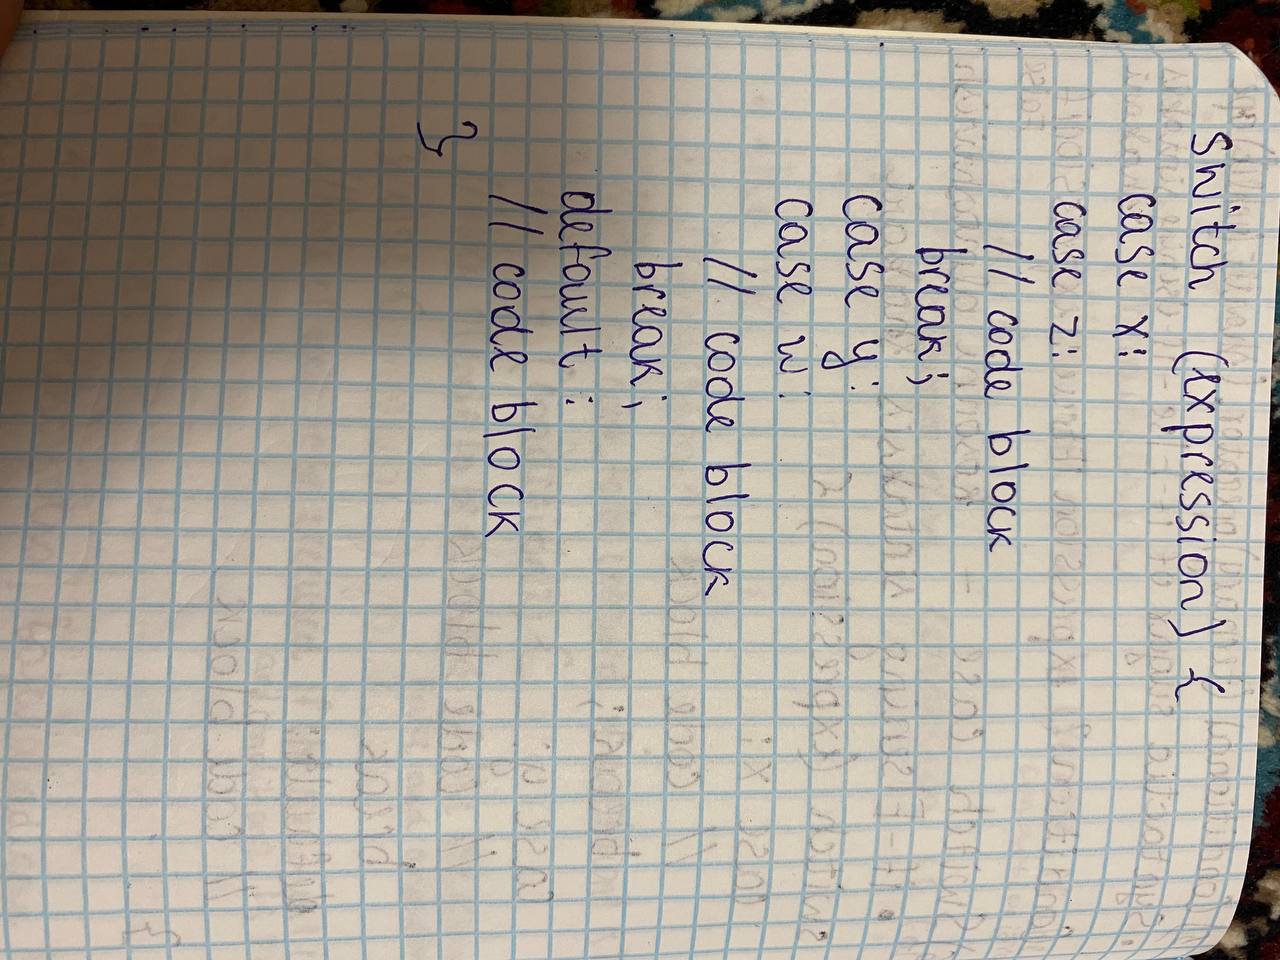 Switch (expression) {
case x:
case z:
// code block
break;
case y:
case w:
// code block
break;
default:
// code block
}